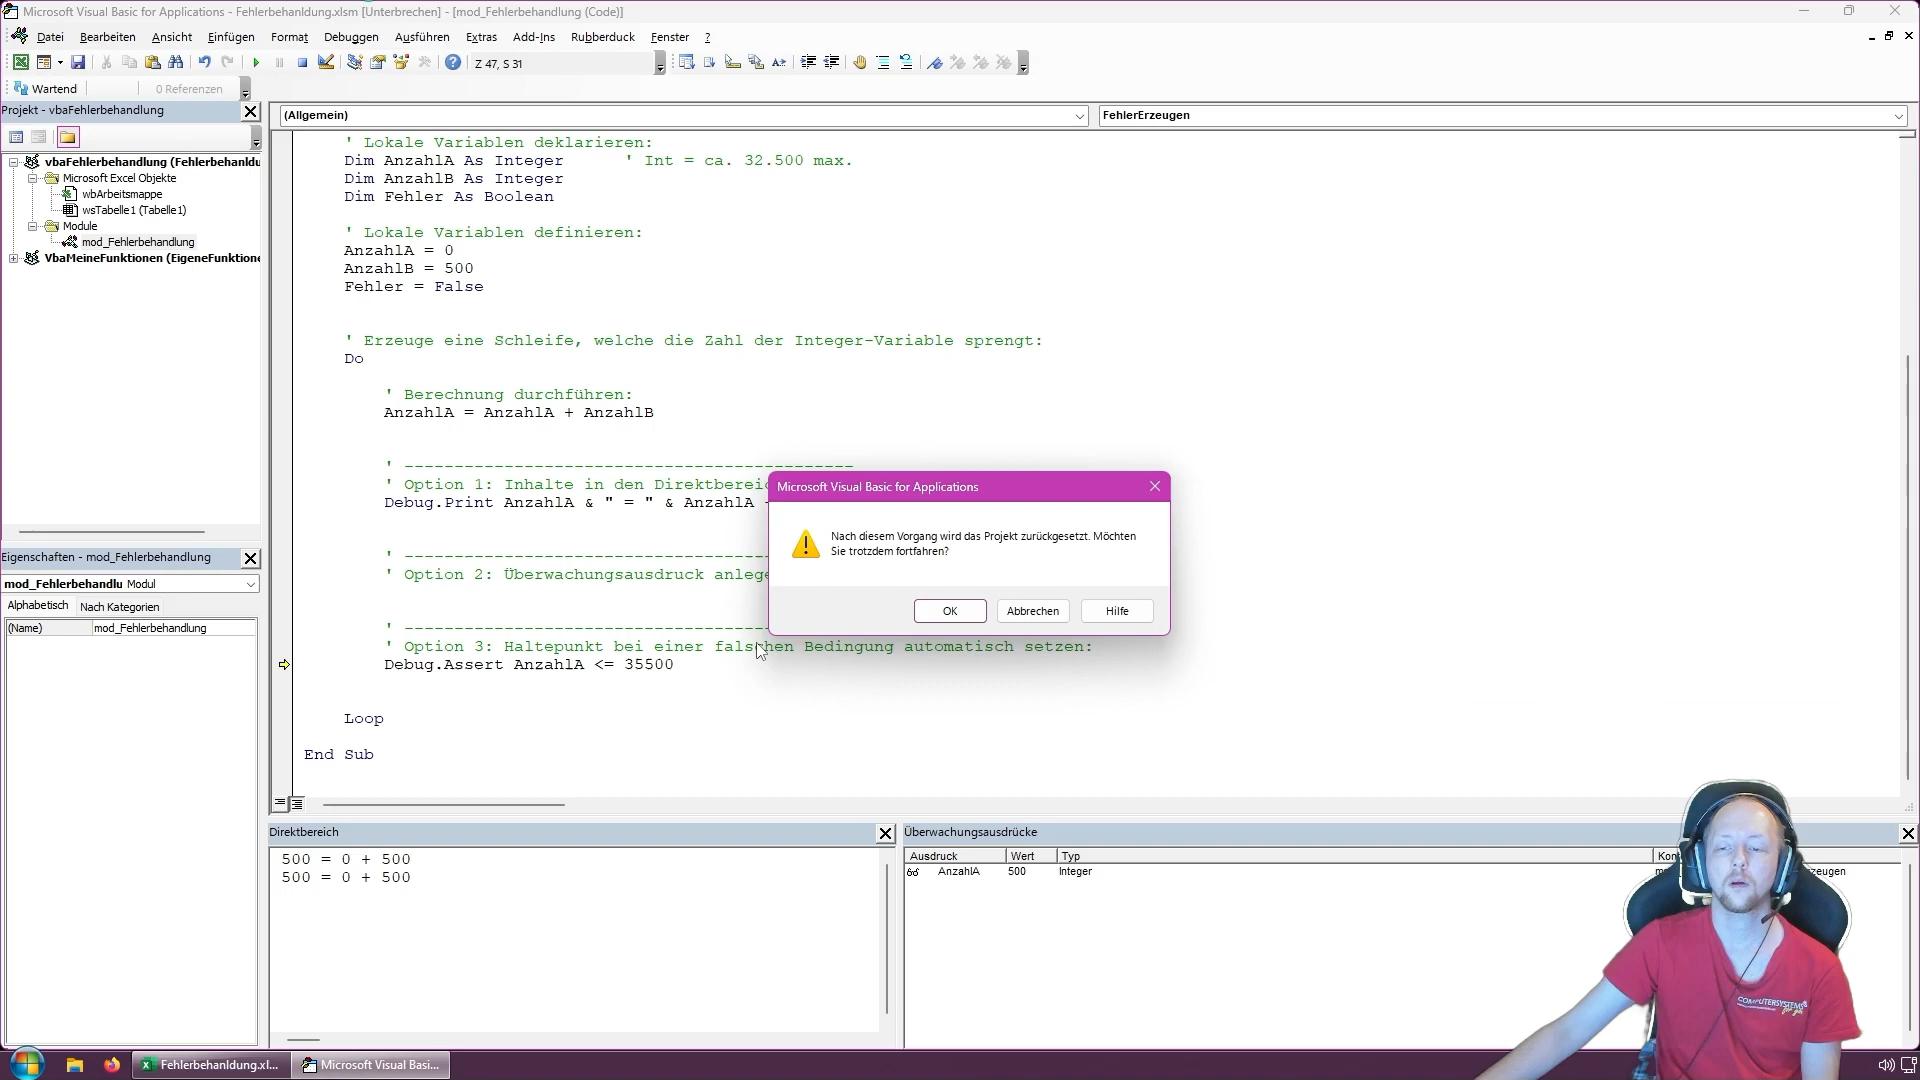 Microsoft Visual Basic for Applications - Fehlerbehanldung.xlsm [Unterbrechen] - [mod_Fehlerbehandlung (Code)]
Datei Bearbeiten Ansicht Einfügen Format Debuggen Ausführen Extras Add-Ins Rubberduck Fenster ?
Z 47, S 31
Wartend 0 Referenzen
Projekt - vbaFehlerbehandlung
vbaFehlerbehandlung (Fehlerbehanldu
Microsoft Excel Objekte
wbArbeitsmappe
wsTabelle1 (Tabelle1)
Module
mod_Fehlerbehandlung
VbaMeineFunktionen (EigeneFunktione
Eigenschaften - mod_Fehlerbehandlung
mod_Fehlerbehandlu Modul
Alphabetisch Nach Kategorien
(Name) mod_Fehlerbehandlung
(Allgemein) FehlerErzeugen
' Lokale Variablen deklarieren:
Dim AnzahlA As Integer ' Int = ca. 32.500 max.
Dim AnzahlB As Integer
Dim Fehler As Boolean
' Lokale Variablen definieren:
AnzahlA = 0
AnzahlB = 500
Fehler = False
' Erzeuge eine Schleife, welche die Zahl der Integer-Variable sprengt:
Do
' Berechnung durchführen:
AnzahlA = AnzahlA + AnzahlB
' ---------------------------------------------
' Option 1: Inhalte in den Direktbereic
Debug.Print AnzahlA & " = " & AnzahlA -
' -------------------------------------
' Option 2: Überwachungsausdruck anlege
' -------------------------------------
' Option 3: Haltepunkt bei einer falschen Bedingung automatisch setzen:
Debug.Assert AnzahlA <= 35500
Loop
End Sub
Microsoft Visual Basic for Applications
Nach diesem Vorgang wird das Projekt zurückgesetzt. Möchten
Sie trotzdem fortfahren?
OK Abbrechen Hilfe
Direktbereich
500 = 0 + 500
500 = 0 + 500
Überwachungsausdrücke
Ausdruck Wert Typ Kon
AnzahlA 500 Integer zeugen
COMPUTERSYSTEME
Fehlerbehanldung.xl... Microsoft Visual Basi...